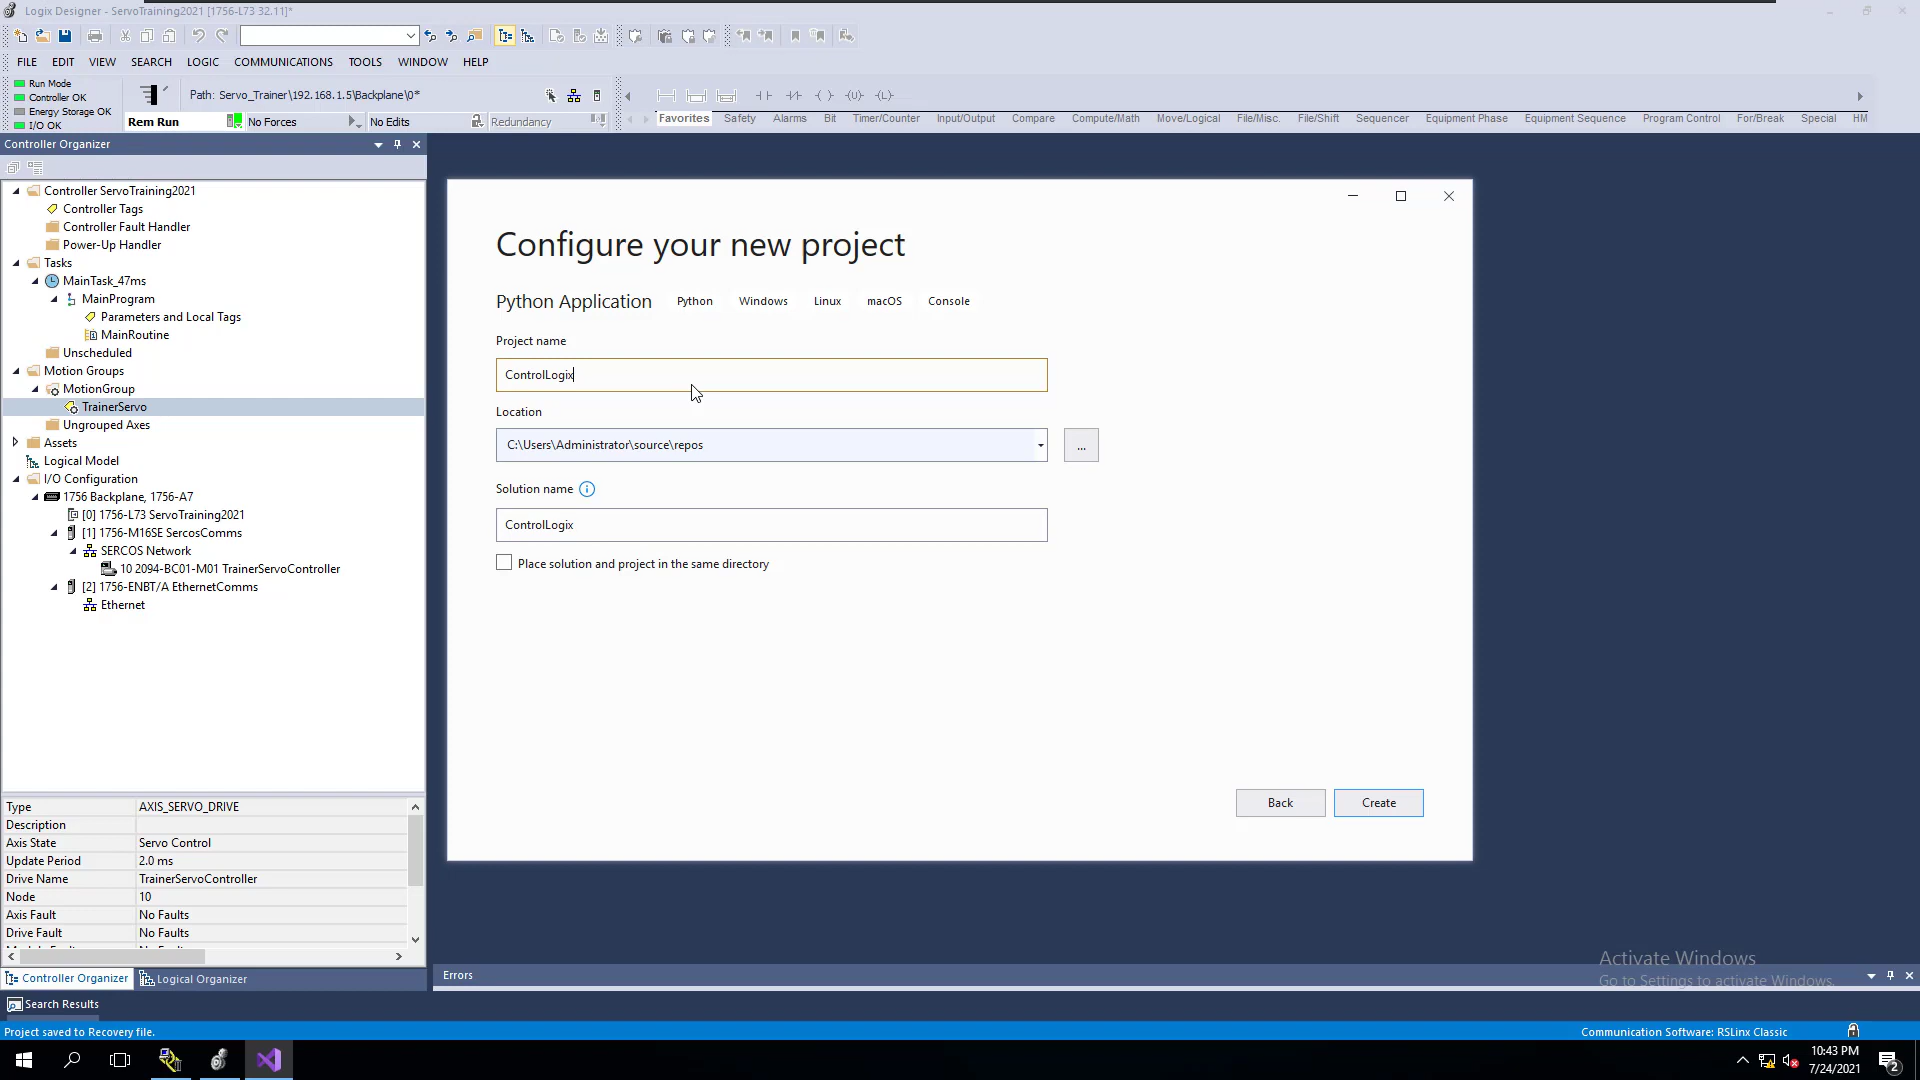 Logix Designer - ServoTraining2021 [1756-L73 32.11]*
FILE EDIT VIEW SEARCH LOGIC COMMUNICATIONS TOOLS WINDOW HELP
Run Mode
Controller OK
Energy Storage OK
I/O OK
Path: Servo_Trainer\192.168.1.5\Backplane\0*
Rem Run No Forces No Edits Redundancy
Favorites Safety Alarms Bit Timer/Counter Input/Output Compare Compute/Math Move/Logical File/Misc. File/Shift Sequencer Equipment Phase Equipment Sequence Program Control For/Break Special HM
Controller Organizer
Controller ServoTraining2021
Controller Tags
Controller Fault Handler
Power-Up Handler
Tasks
MainTask_47ms
MainProgram
Parameters and Local Tags
MainRoutine
Unscheduled
Motion Groups
MotionGroup
TrainerServo
Ungrouped Axes
Assets
Logical Model
I/O Configuration
1756 Backplane, 1756-A7
[0] 1756-L73 ServoTraining2021
[1] 1756-M16SE SercosComms
SERCOS Network
10 2094-BC01-M01 TrainerServoController
[2] 1756-ENBT/A EthernetComms
Ethernet
Type AXIS_SERVO_DRIVE
Description
Axis State Servo Control
Update Period 2.0 ms
Drive Name TrainerServoController
Node 10
Axis Fault No Faults
Drive Fault No Faults
Controller Organizer Logical Organizer
Configure your new project
Python Application Python Windows Linux macOS Console
Project name
ControlLogix
Location
C:\Users\Administrator\source\repos
...
Solution name
ControlLogix
Place solution and project in the same directory
Back Create
Errors
Activate Windows
Go to Settings to activate Windows.
Search Results
Project saved to Recovery file.
Communication Software: RSLinx Classic
10:43 PM
7/24/2021
2